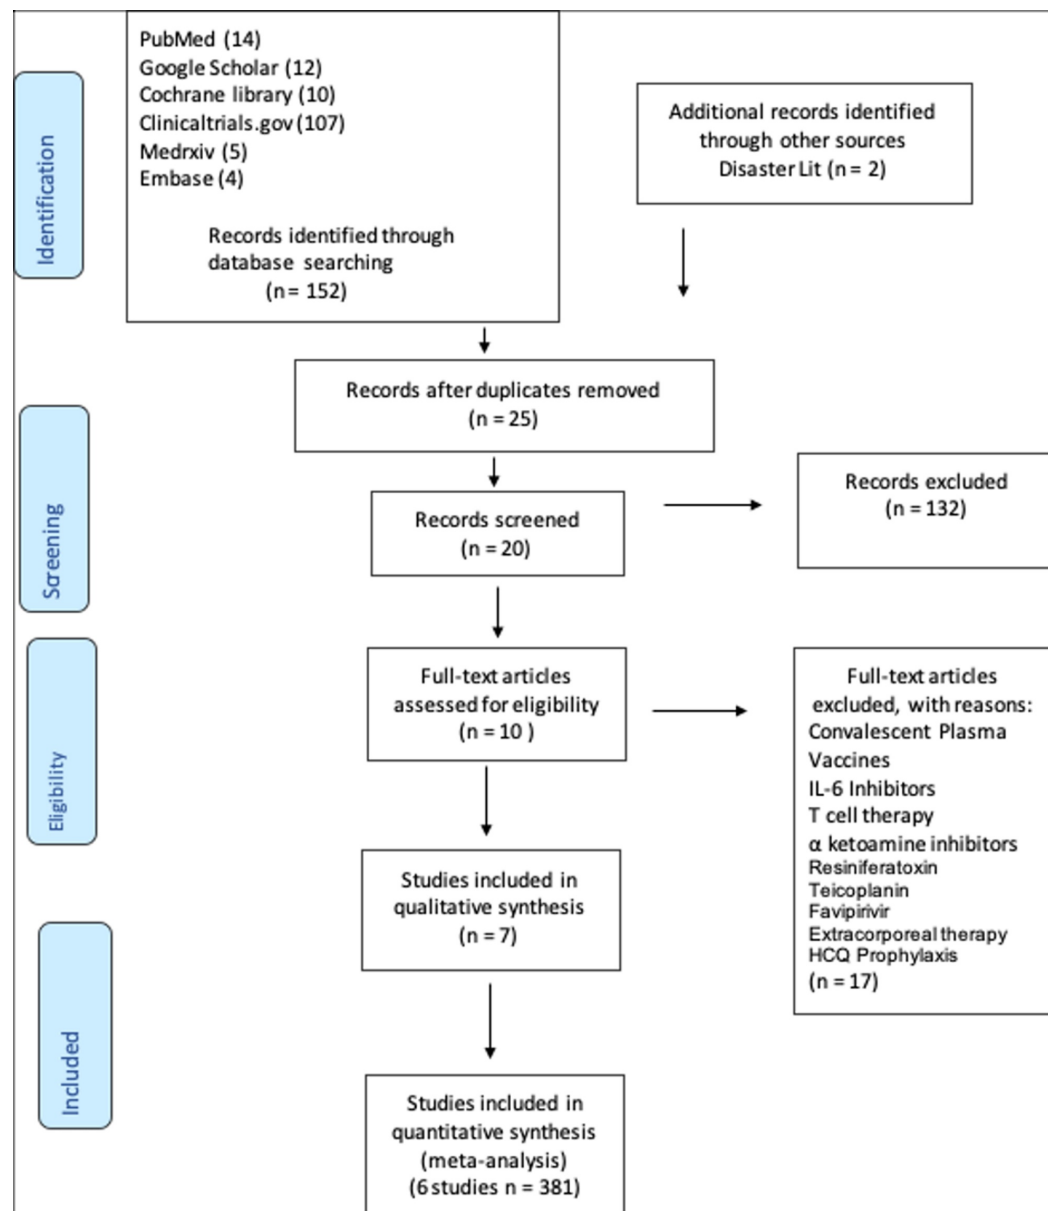 PubMed (14)
Google Scholar (12)
Cochrane library (10)
Clinicaltrials.gov (107)
Medrxiv (5)
Embase (4)
Records identified through
database searching
(n = 152)
Additional records identified
through other sources
Disaster Lit (n = 2)
Identification
Records after duplicates removed
(n = 25)
Screening
Records screened
(n = 20)
Records excluded
(n = 132)
Eligibility
Full-text articles
assessed for eligibility
(n = 10 )
Full-text articles
excluded, with reasons:
Convalescent Plasma
Vaccines
IL-6 Inhibitors
T cell therapy
α ketoamine inhibitors
Resiniferatoxin
Teicoplanin
Favipirivir
Extracorporeal therapy
HCQ Prophylaxis
(n = 17)
Studies included in
qualitative synthesis
(n = 7)
Included
Studies included in
quantitative synthesis
(meta-analysis)
(6 studies n = 381)